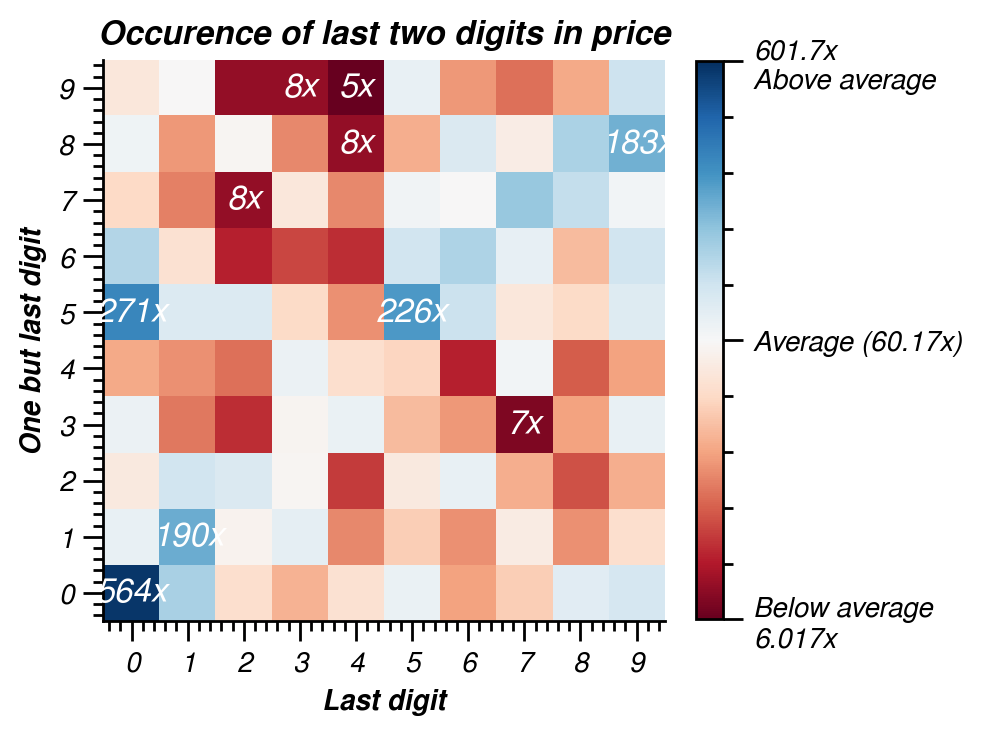 Occurence of last two digits in price
601.7x
Above average
9
8x
5x
8
8x
183x
7
8x
6
5
271x
226x
One but last digit
Average (60.17x)
4
3
7x
2
1
190x
0
564x
Below average
6.017x
0 1 2 3 4 5 6 7 8 9
Last digit